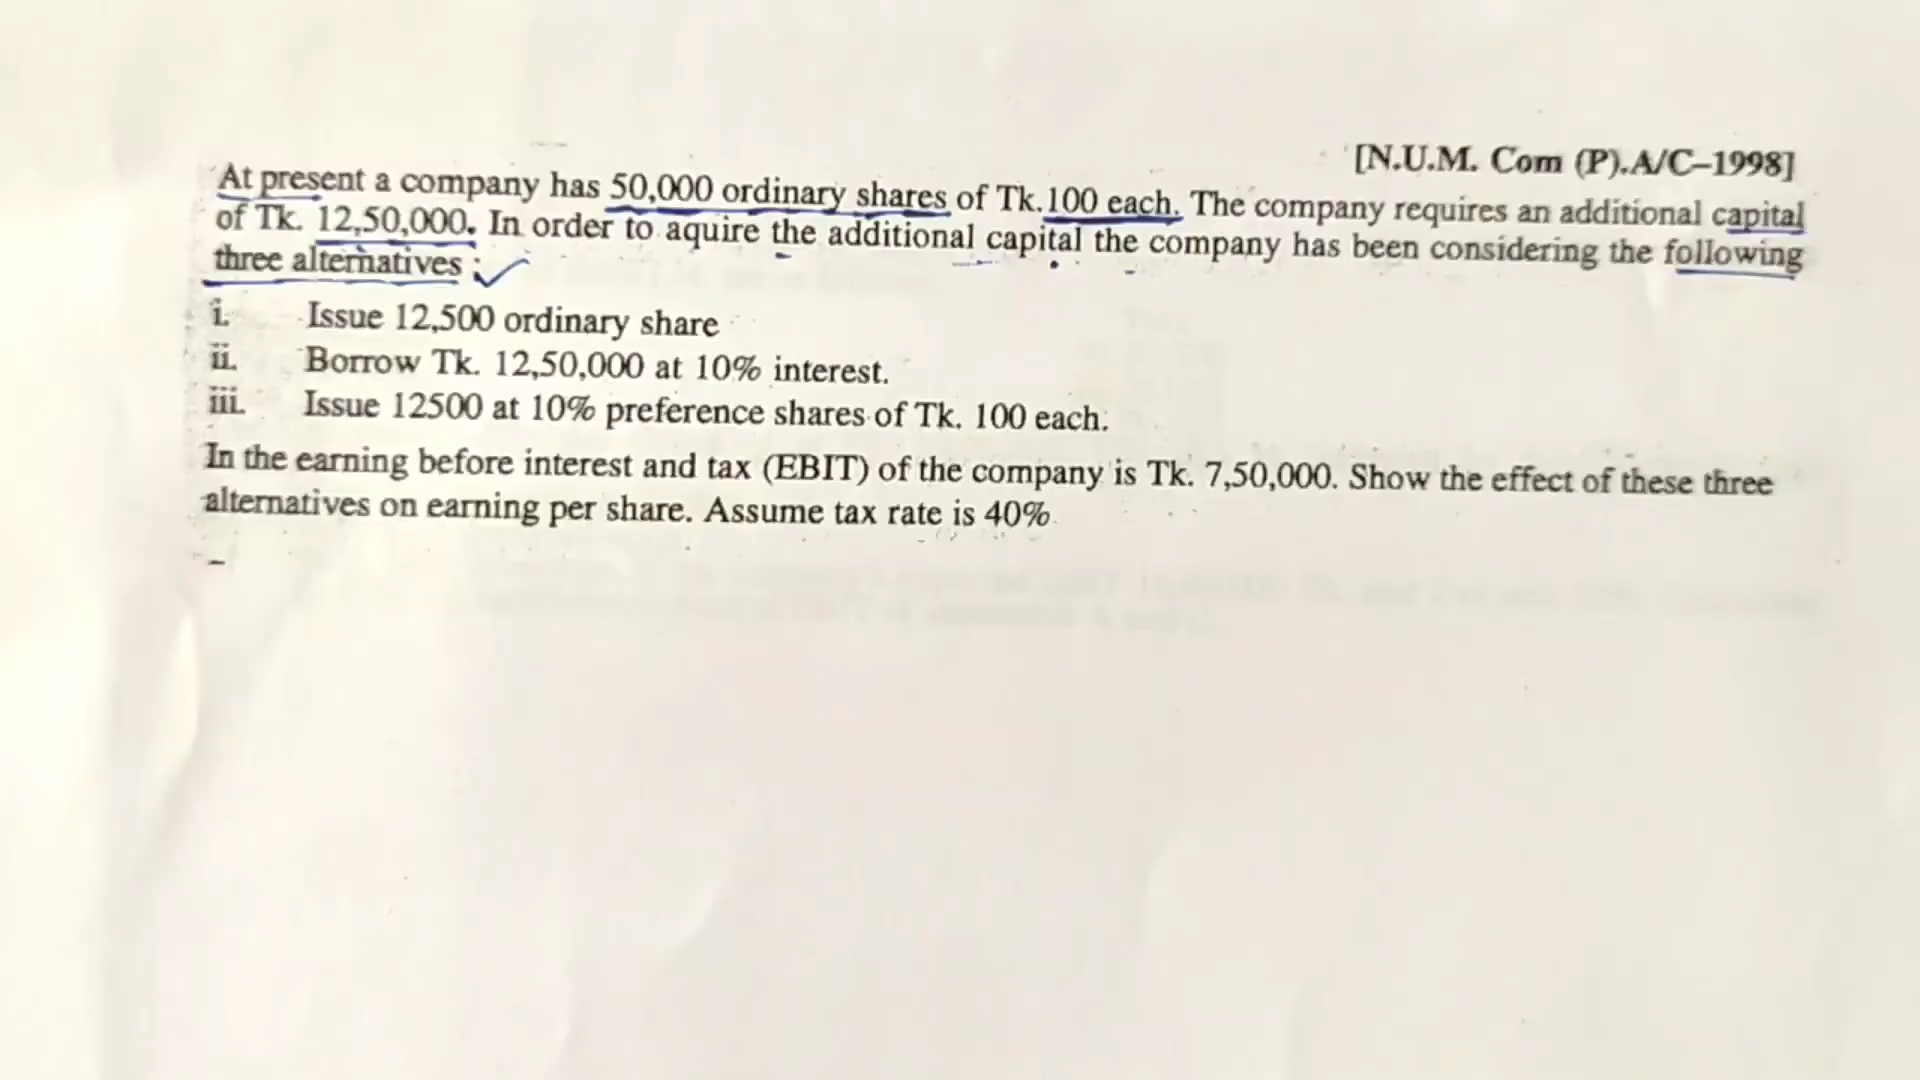 [N.U.M. Com (P).A/C–1998]
At present a company has 50,000 ordinary shares of Tk.100 each. The company requires an additional capital
of Tk. 12,50,000. In order to aquire the additional capital the company has been considering the following
three alternatives :
i. Issue 12,500 ordinary share
ii. Borrow Tk. 12,50,000 at 10% interest.
iii. Issue 12500 at 10% preference shares of Tk. 100 each.
In the earning before interest and tax (EBIT) of the company is Tk. 7,50,000. Show the effect of these three
alternatives on earning per share. Assume tax rate is 40%